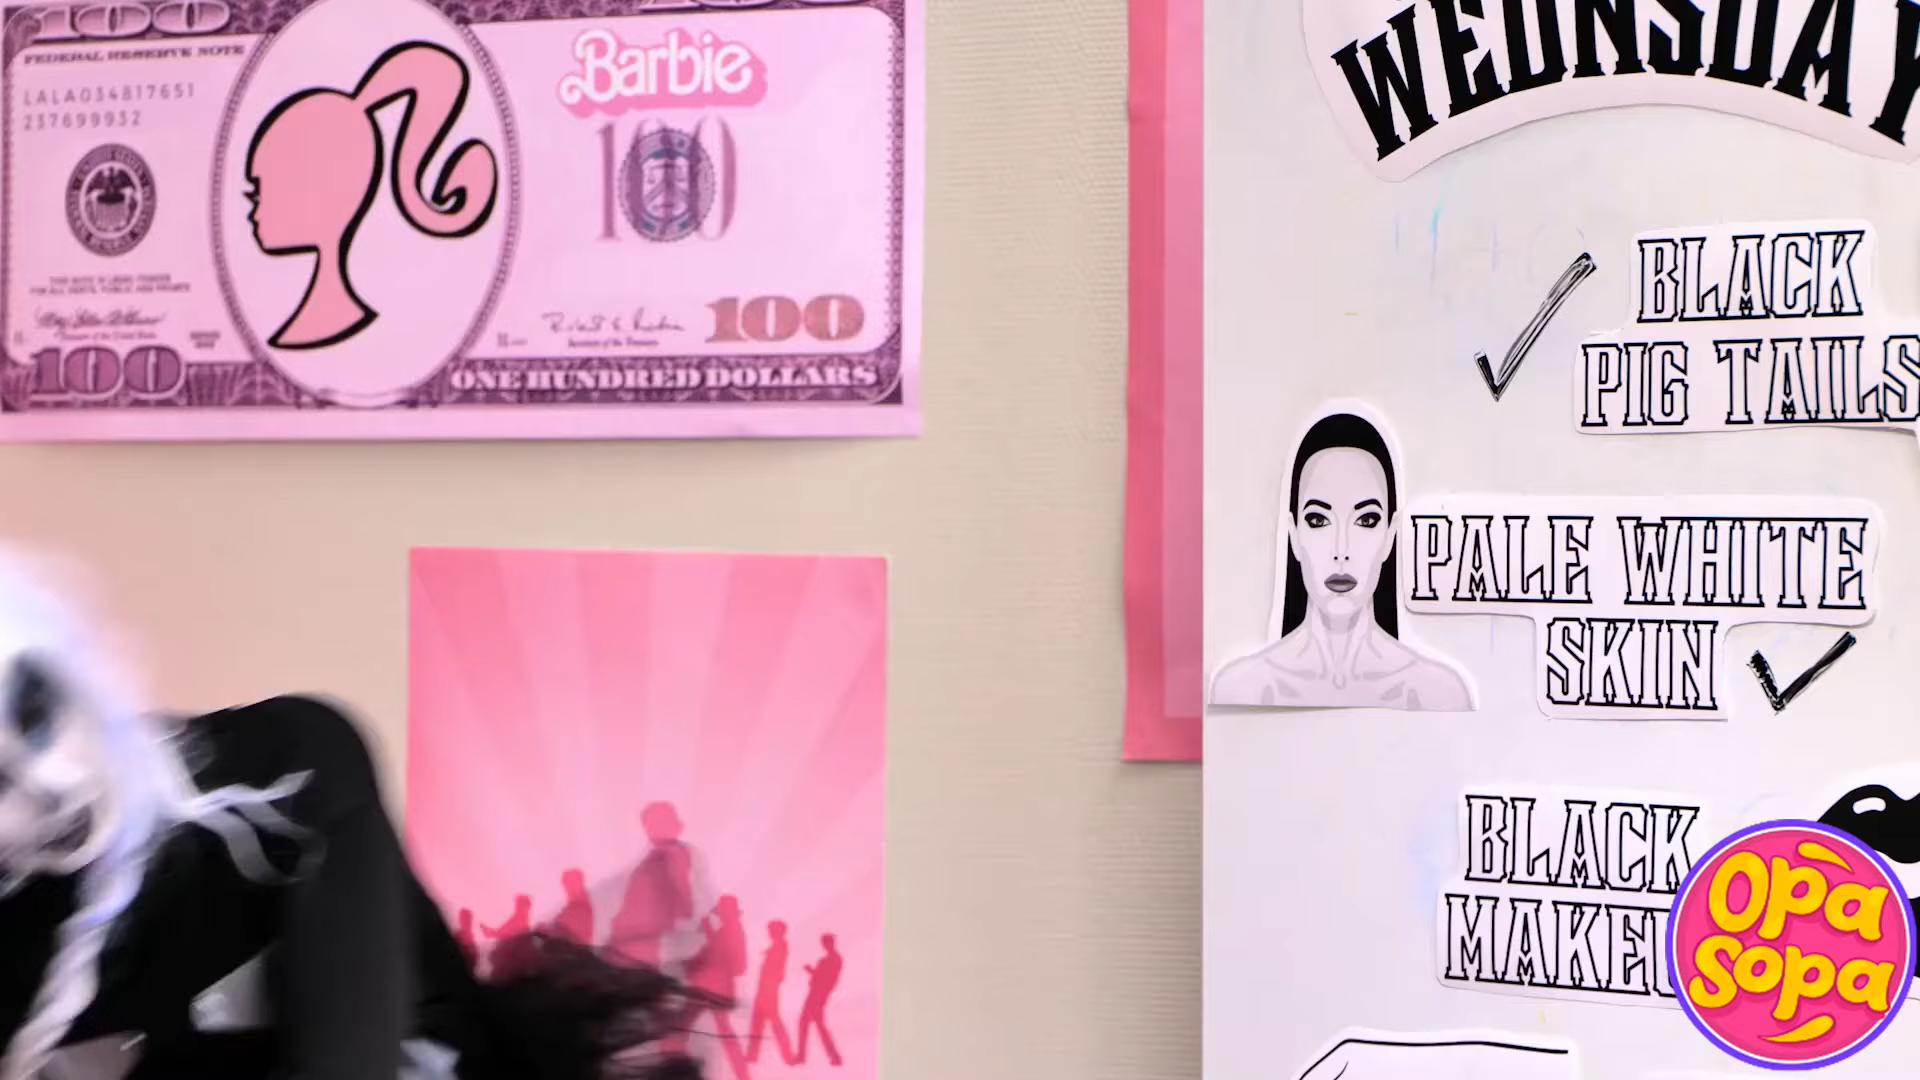 100
FEDERAL RESERVE NOTE
LALA034817651
237699932
Barbie
100
100
100
ONE HUNDRED DOLLARS
WEDNSDAY
BLACK
PIG TAILS
PALE WHITE
SKIN
BLACK
Opa
Sopa